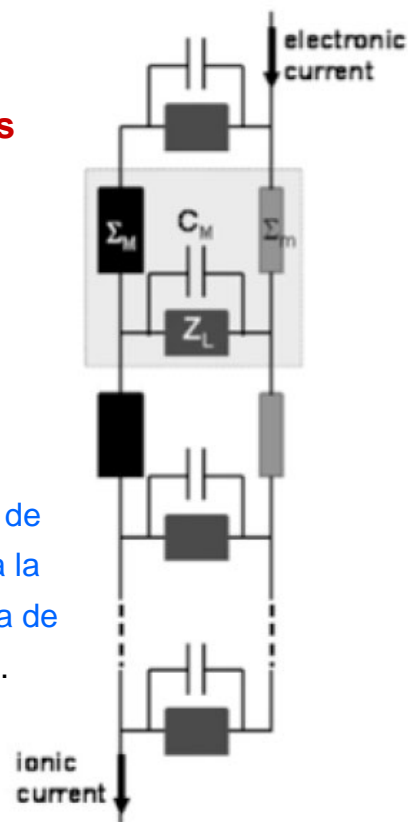 electronic
current
s
Σ_M C_M Σ_m
Z_L
de
a la
a de
.
ionic
current